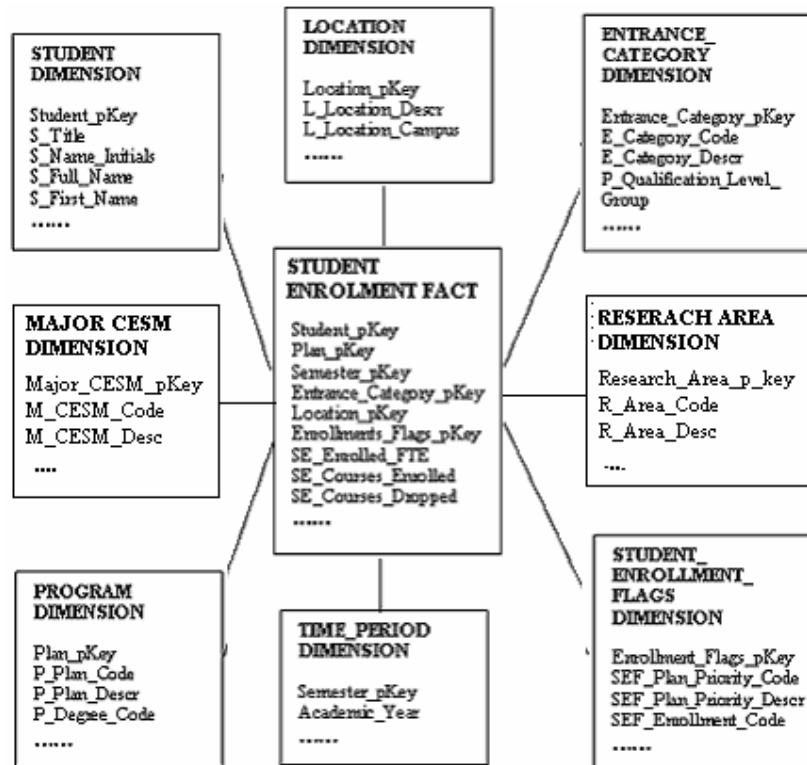 STUDENT
DIMENSION
Student_pKey
S_Title
S_Name_Initials
S_Full_Name
S_First_Name
......
LOCATION
DIMENSION
Location_pKey
L_Location_Descr
L_Location_Campus
......
ENTRANCE_
CATEGORY
DIMENSION
Entrance_Category_pKey
E_Category_Code
E_Category_Descr
P_Qualification_Level_
Group
......
MAJOR CESM
DIMENSION
Major_CESM_pKey
M_CESM_Code
M_CESM_Desc
....
STUDENT
ENROLMENT FACT
Student_pKey
Plan_pKey
Semester_pKey
Entrance_Category_pKey
Location_pKey
Enrollments_Flags_pKey
SE_Enrolled_FTE
SE_Courses_Enrolled
SE_Courses_Dropped
......
RESERACH AREA
DIMENSION
Research_Area_p_key
R_Area_Code
R_Area_Desc
....
PROGRAM
DIMENSION
Plan_pKey
P_Plan_Code
P_Plan_Descr
P_Degree_Code
......
TIME_PERIOD
DIMENSION
Semester_pKey
Academic_Year
......
STUDENT_
ENROLLMENT_
FLAGS
DIMENSION
Enrollment_Flags_pKey
SEF_Plan_Priority_Code
SEF_Plan_Priority_Descr
SEF_Enrollment_Code
......